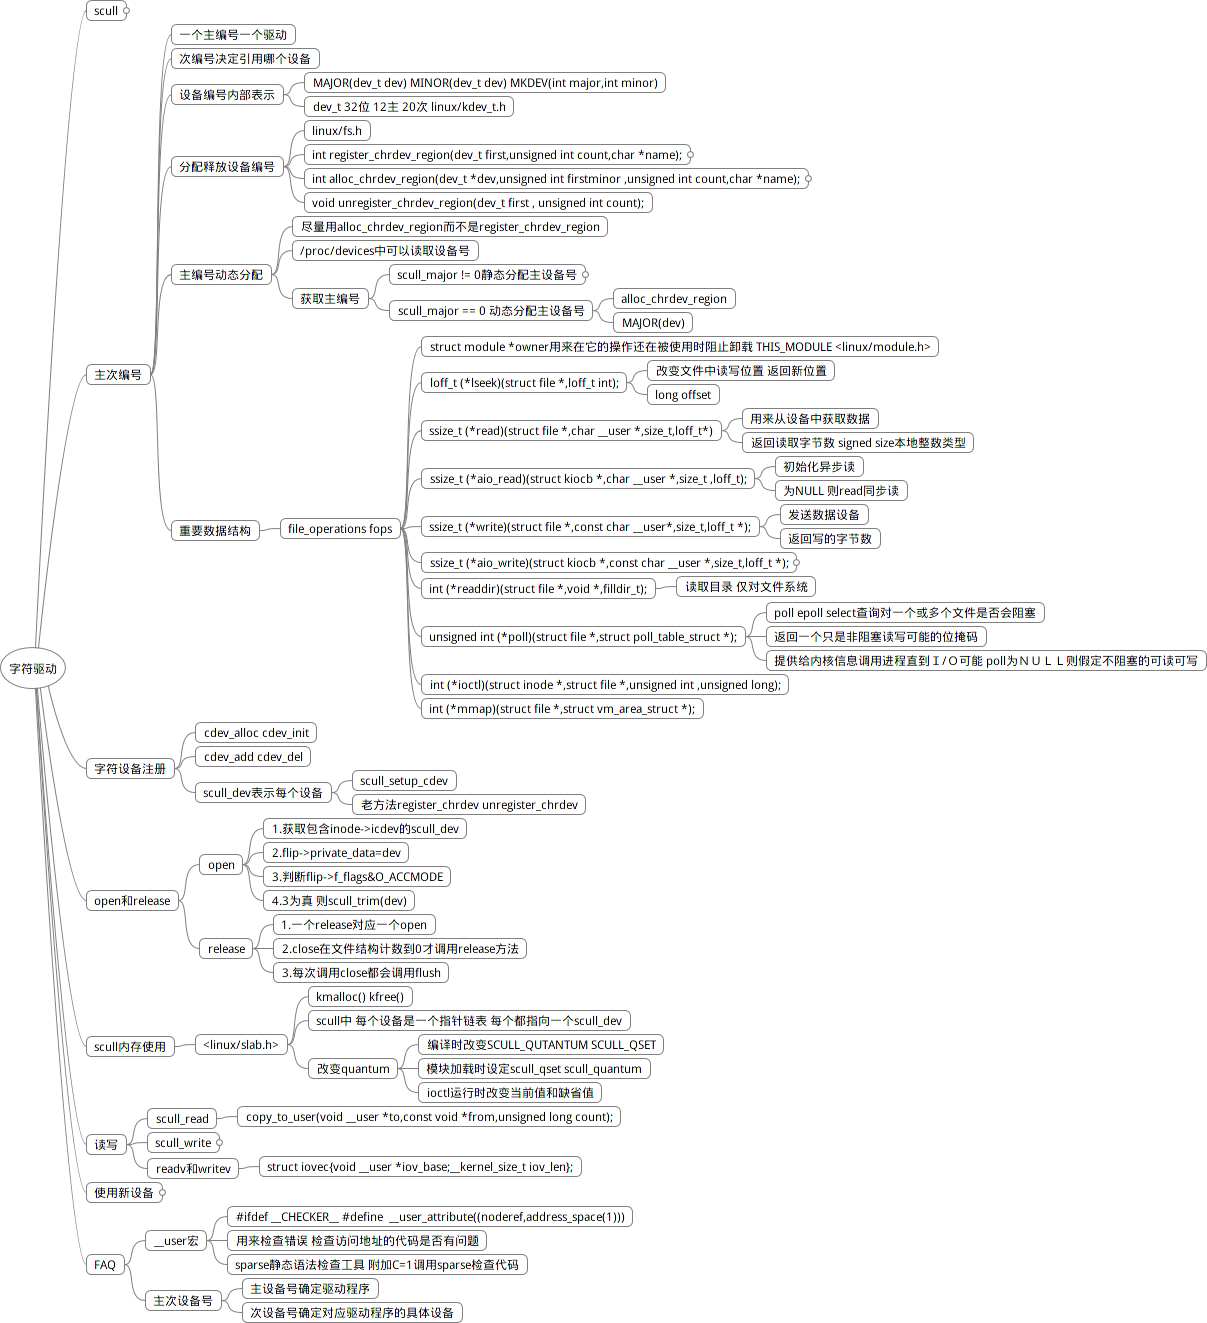 scull
一个主编号一个驱动
次编号决定引用哪个设备
MAJOR(dev_t dev) MINOR(dev_t dev) MKDEV(int major,int minor)
设备编号内部表示
dev_t 32位 12主 20次 linux/kdev_t.h
linux/fs.h
int register_chrdev_region(dev_t first,unsigned int count,char *name);
分配释放设备编号
int alloc_chrdev_region(dev_t *dev,unsigned int firstminor ,unsigned int count,char *name);
void unregister_chrdev_region(dev_t first , unsigned int count);
尽量用alloc_chrdev_region而不是register_chrdev_region
/proc/devices中可以读取设备号
主编号动态分配
scull_major != 0静态分配主设备号
获取主编号
alloc_chrdev_region
scull_major == 0 动态分配主设备号
MAJOR(dev)
struct module *owner用来在它的操作还在被使用时阻止卸载 THIS_MODULE <linux/module.h>
主次编号
改变文件中读写位置 返回新位置
loff_t (*lseek)(struct file *,loff_t int);
long offset
用来从设备中获取数据
ssize_t (*read)(struct file *,char __user *,size_t,loff_t*)
返回读取字节数 signed size本地整数类型
初始化异步读
ssize_t (*aio_read)(struct kiocb *,char __user *,size_t ,loff_t);
为NULL 则read同步读
发送数据设备
ssize_t (*write)(struct file *,const char __user*,size_t,loff_t *);
重要数据结构
file_operations fops
返回写的字节数
ssize_t (*aio_write)(struct kiocb *,const char __user *,size_t,loff_t *);
int (*readdir)(struct file *,void *,filldir_t);
读取目录 仅对文件系统
poll epoll select查询对一个或多个文件是否会阻塞
unsigned int (*poll)(struct file *,struct poll_table_struct *);
返回一个只是非阻塞读写可能的位掩码
提供给内核信息调用进程直到Ｉ/Ｏ可能 poll为ＮＵＬＬ则假定不阻塞的可读可写
字符驱动
int (*ioctl)(struct inode *,struct file *,unsigned int ,unsigned long);
int (*mmap)(struct file *,struct vm_area_struct *);
cdev_alloc cdev_init
cdev_add cdev_del
字符设备注册
scull_setup_cdev
scull_dev表示每个设备
老方法register_chrdev unregister_chrdev
1.获取包含inode->icdev的scull_dev
2.flip->private_data=dev
open
3.判断flip->f_flags&O_ACCMODE
4.3为真 则scull_trim(dev)
open和release
1.一个release对应一个open
release
2.close在文件结构计数到0才调用release方法
3.每次调用close都会调用flush
kmalloc() kfree()
scull中 每个设备是一个指针链表 每个都指向一个scull_dev
scull内存使用
<linux/slab.h>
编译时改变SCULL_QUTANTUM SCULL_QSET
改变quantum
模块加载时设定scull_qset scull_quantum
ioctl运行时改变当前值和缺省值
scull_read
copy_to_user(void __user *to,const void *from,unsigned long count);
读写
scull_write
readv和writev
struct iovec{void __user *iov_base;__kernel_size_t iov_len};
使用新设备
#ifdef __CHECKER__ #define  __user_attribute((noderef,address_space(1)))
__user宏
用来检查错误 检查访问地址的代码是否有问题
FAQ
sparse静态语法检查工具 附加C=1调用sparse检查代码
主设备号确定驱动程序
主次设备号
次设备号确定对应驱动程序的具体设备